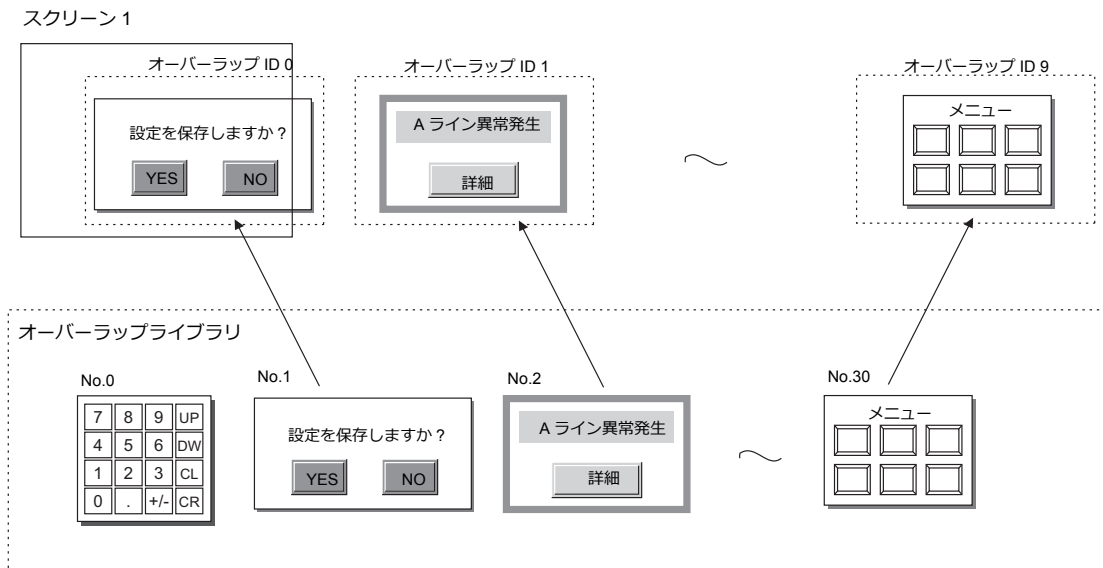 スクリーン 1
オーバーラップ ID 0
オーバーラップ ID 1
オーバーラップ ID 9
設定を保存しますか?
YES NO
A ライン異常発生
詳細
メニュー
オーバーラップライブラリ
No.0
No.1
No.2
No.30
7 8 9 UP
4 5 6 DW
1 2 3 CL
0 . +/- CR
設定を保存しますか?
YES NO
A ライン異常発生
詳細
メニュー